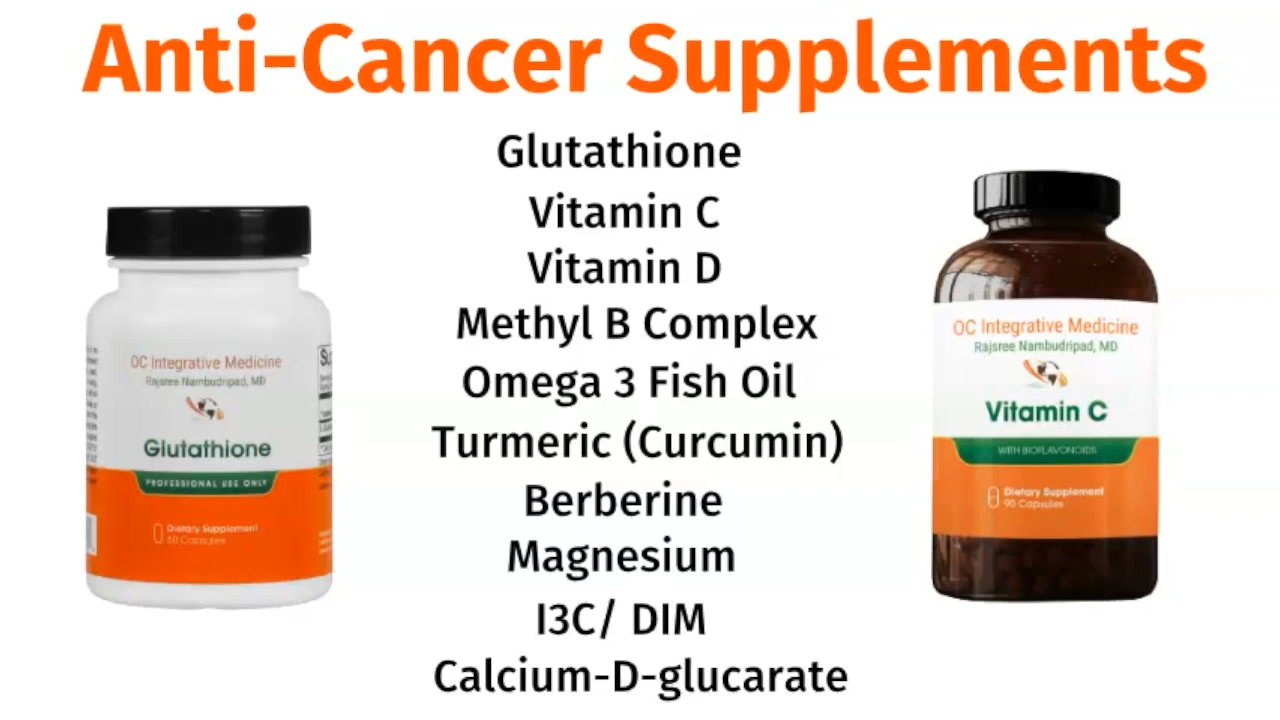 Anti-Cancer Supplements
Glutathione
Vitamin C
Vitamin D
Methyl B Complex
Omega 3 Fish Oil
Turmeric (Curcumin)
Berberine
Magnesium
I3C/ DIM
Calcium-D-glucarate
OC Integrative Medicine
Rajsree Nambudripad, MD
Glutathione
PROFESSIONAL USE ONLY
Dietary Supplement
60 Capsules
OC Integrative Medicine
Rajsree Nambudripad, MD
Vitamin C
WITH BIOFLAVONOIDS
Dietary Supplement
90 Capsules